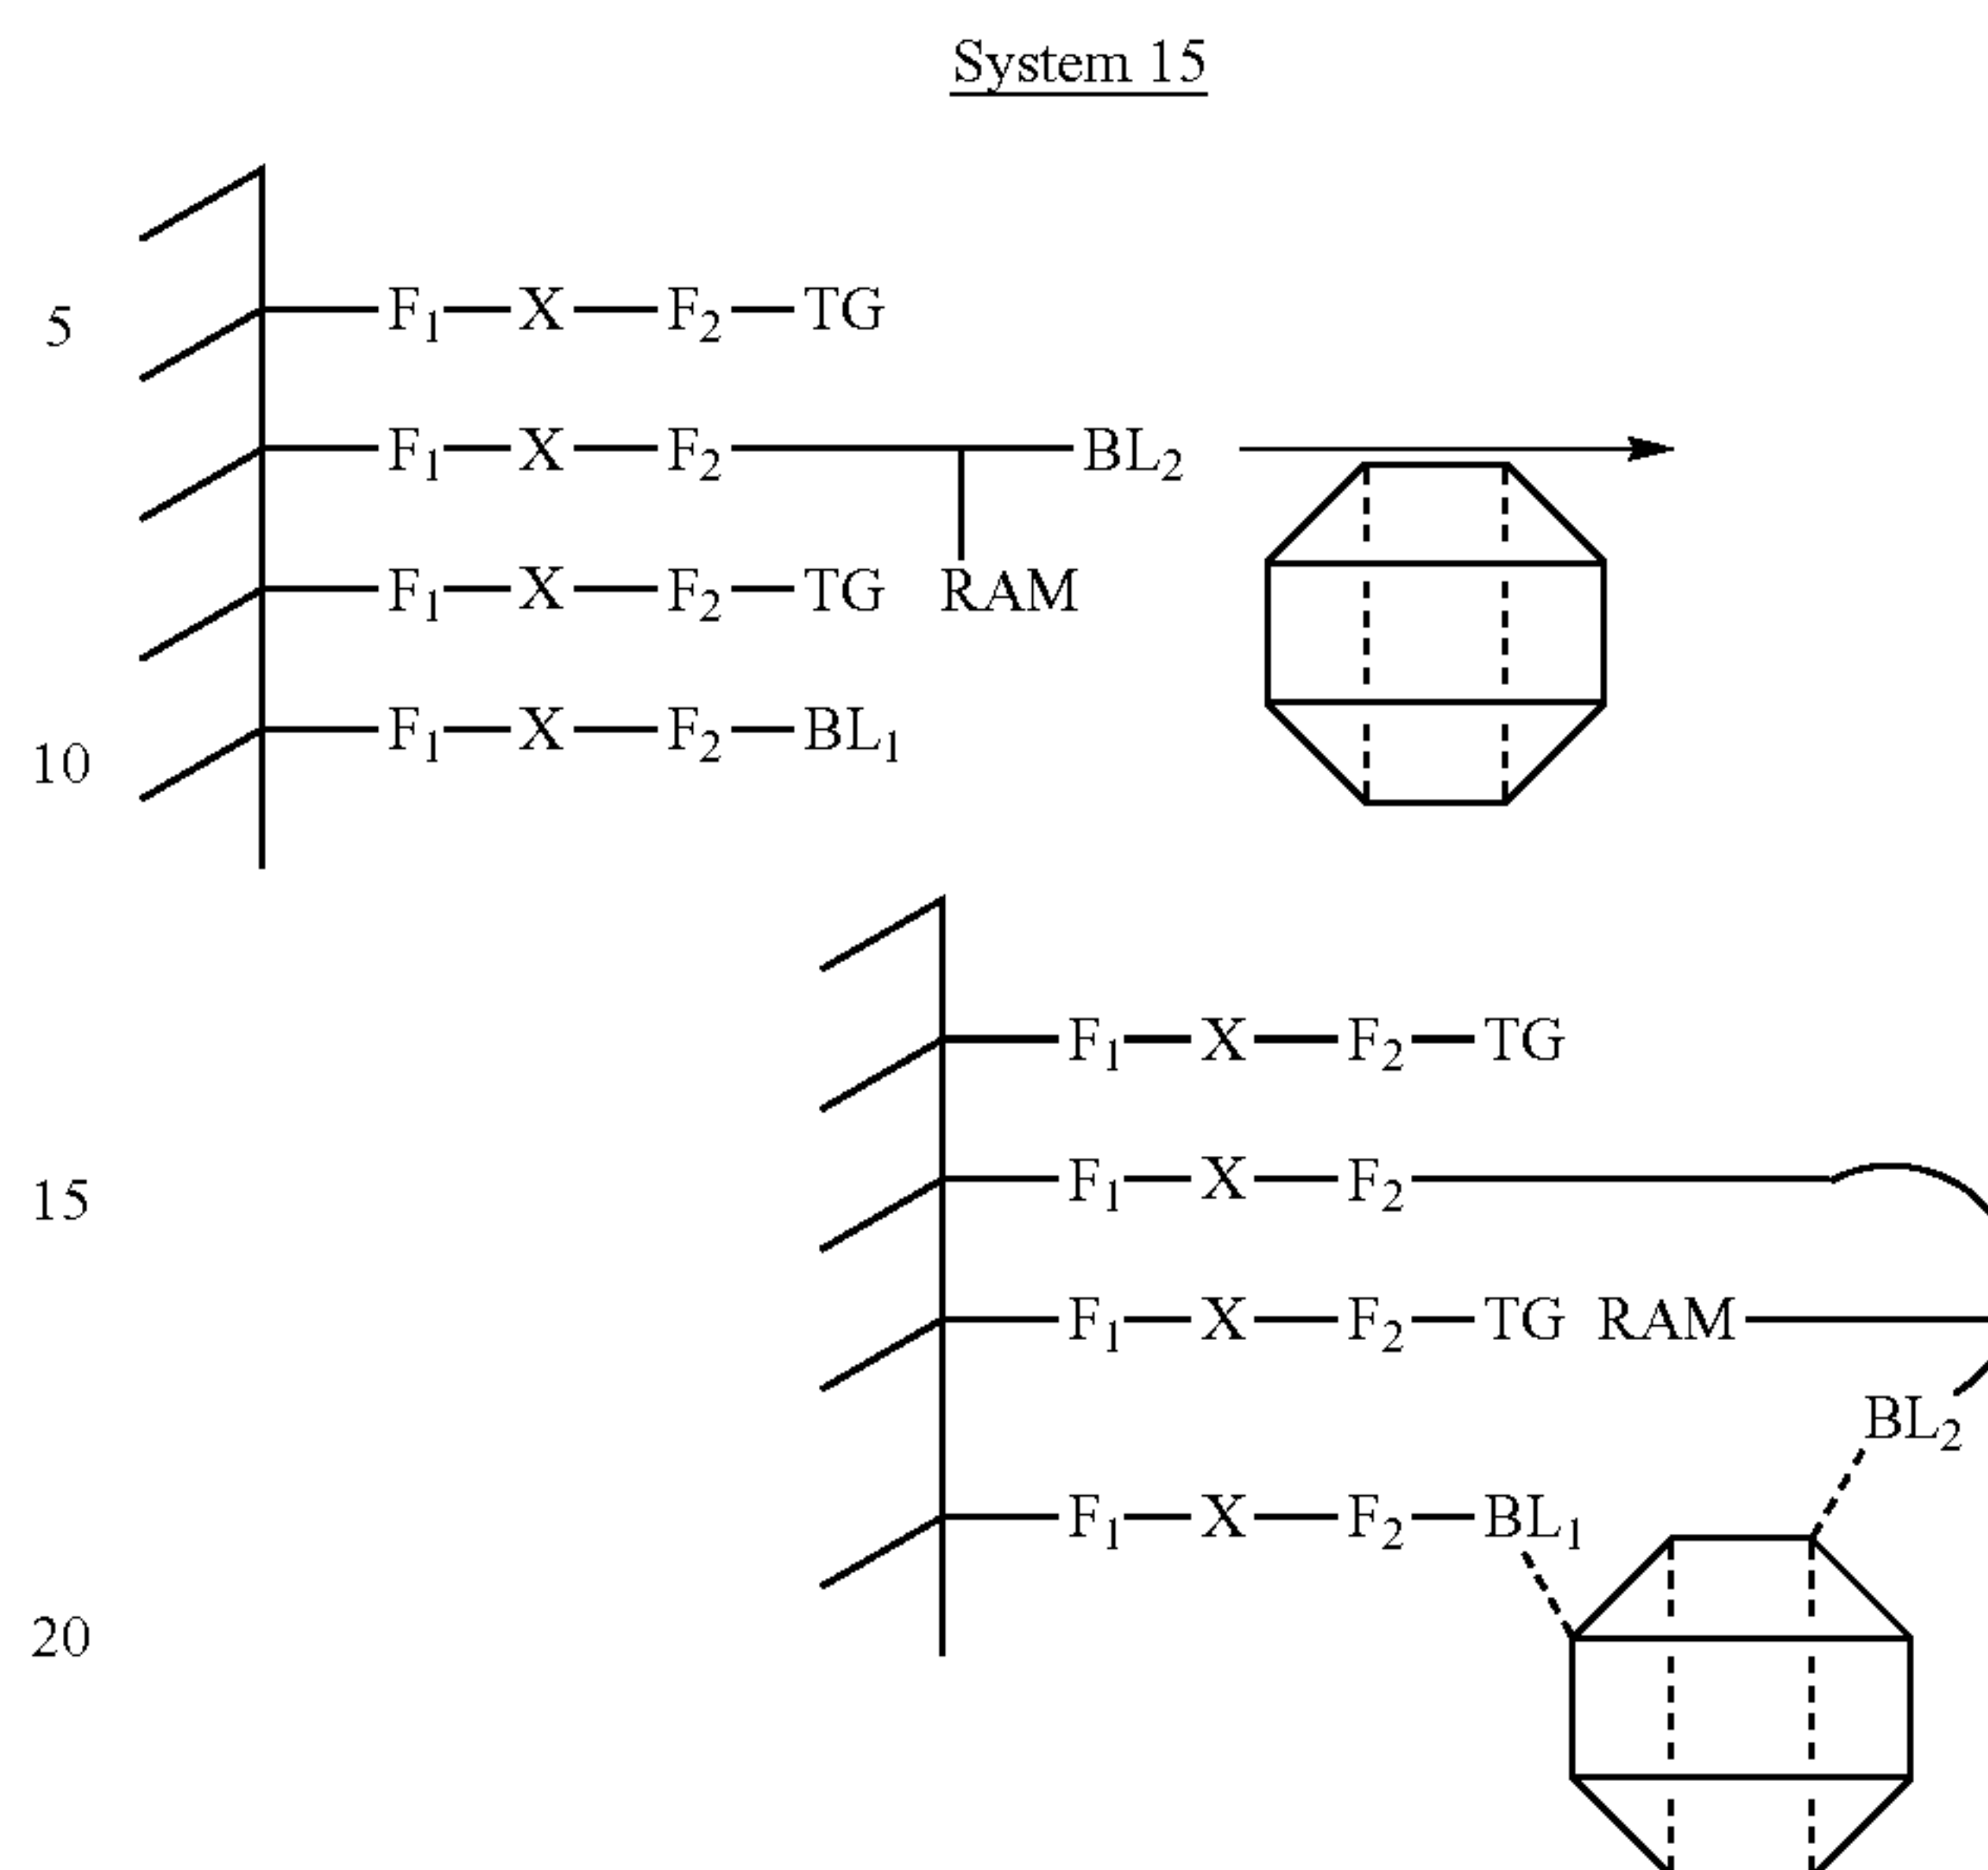 System 15
5 F₁—X—F₂—TG
F₁—X—F₂ BL₂
F₁—X—F₂—TG RAM
10 F₁—X—F₂—BL₁
F₁—X—F₂—TG
15 F₁—X—F₂
F₁—X—F₂—TG RAM
BL₂
F₁—X—F₂—BL₁
20